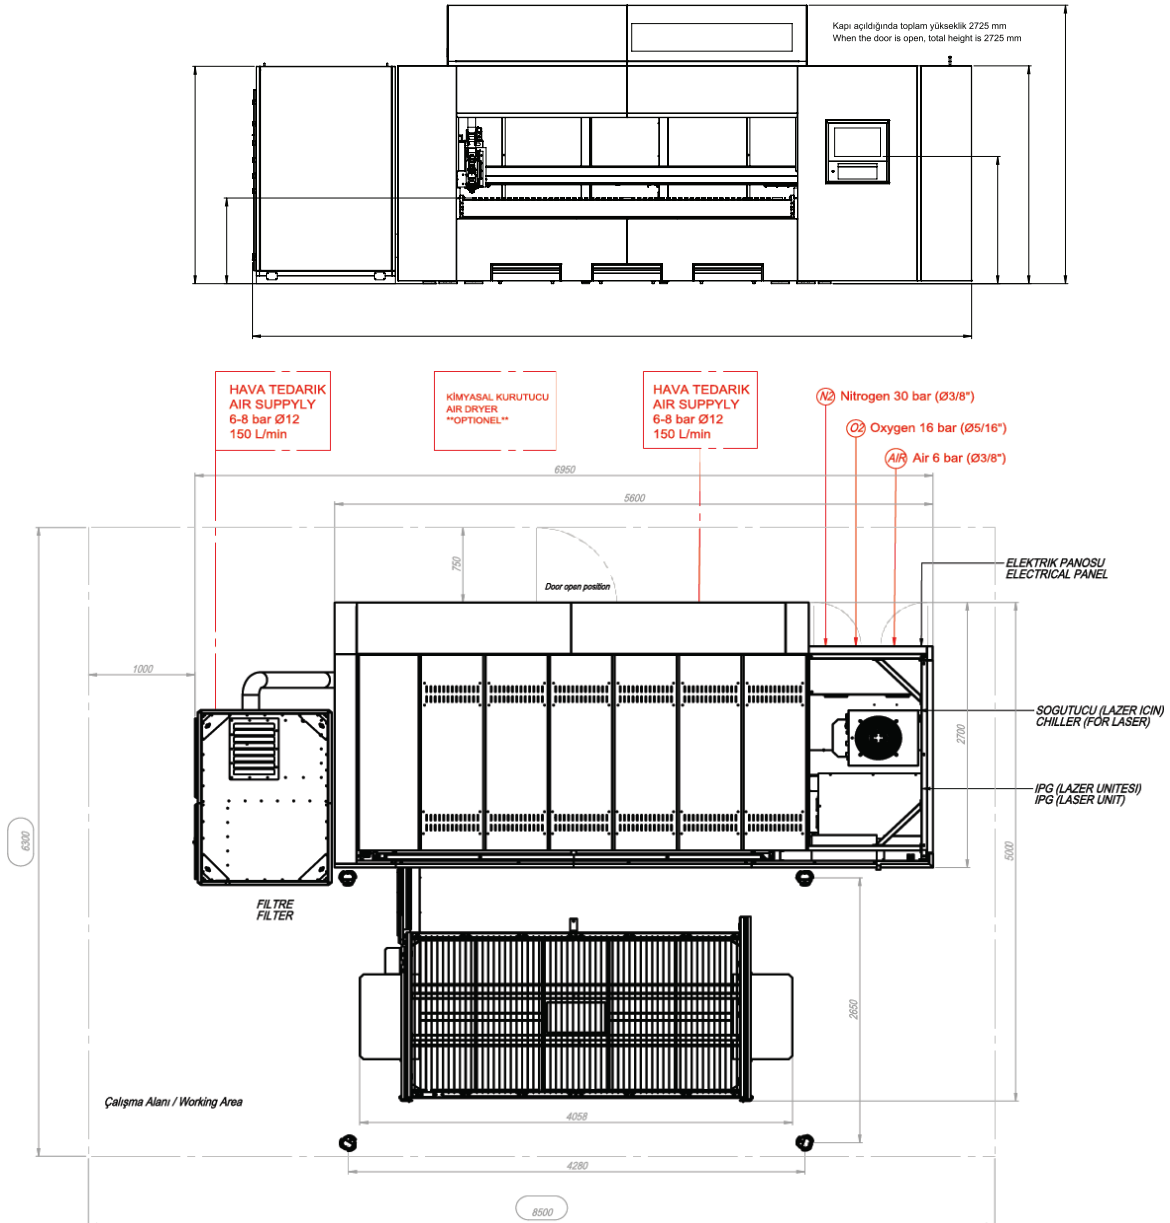 Kapı açıldığında toplam yükseklik 2725 mm
When the door is open, total height is 2725 mm
HAVA TEDARIK
AIR SUPPYLY
6-8 bar Ø12
150 L/min
KİMYASAL KURUTUCU
AIR DRYER
**OPTIONEL**
HAVA TEDARIK
AIR SUPPYLY
6-8 bar Ø12
150 L/min
N2 Nitrogen 30 bar (Ø3/8")
O2 Oxygen 16 bar (Ø5/16")
AIR Air 6 bar (Ø3/8")
6950
5600
750
Door open position
ELEKTRIK PANOSU
ELECTRICAL PANEL
1000
SOGUTUCU (LAZER ICIN)
CHILLER (FOR LASER)
2700
IPG (LAZER UNITESI)
IPG (LASER UNIT)
6300
5000
FILTRE
FILTER
2650
Çalışma Alanı / Working Area
4058
4280
8500